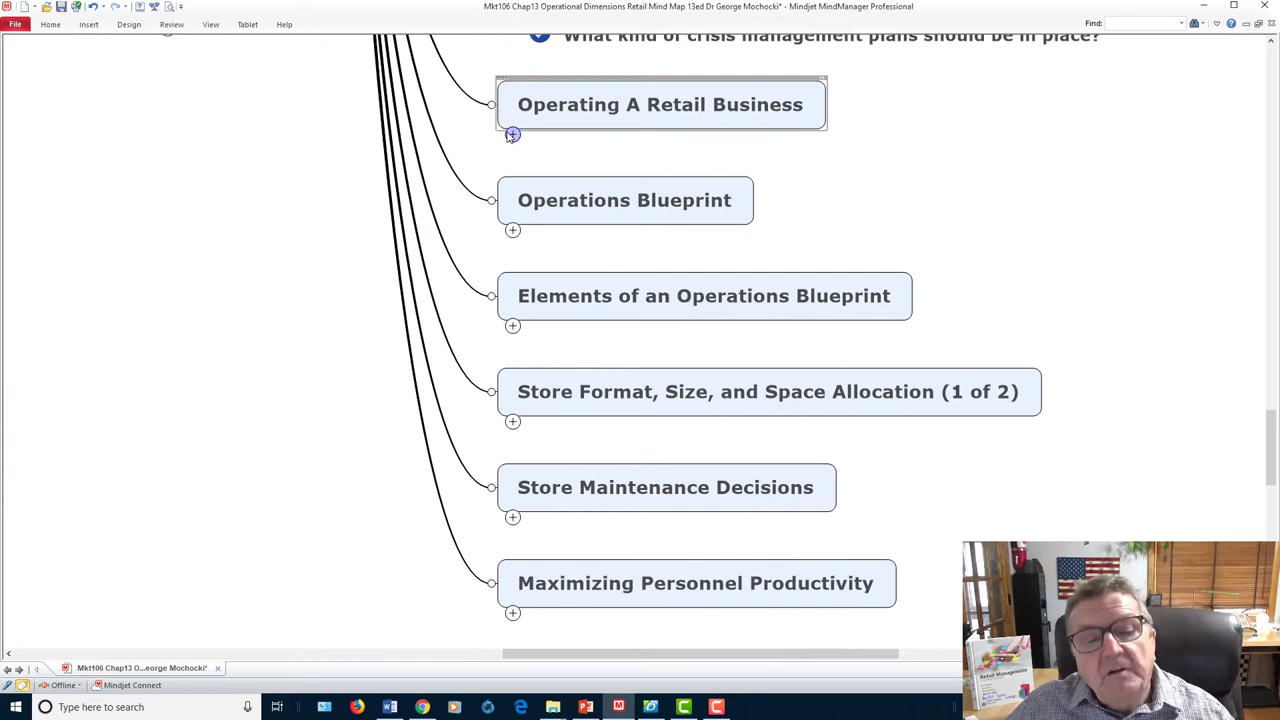 Mkt106 Chap13 Operational Dimensions Retail Mind Map 13ed Dr George Mochocki* - Mindjet MindManager Professional
File Home Insert Design Review View 12eet Help Find:
What kind of crisis management plans should be in place?
Operating A Retail Business
Operations Blueprint
Elements of an Operations Blueprint
Store Format, Size, and Space Allocation (1 of 2)
Store Maintenance Decisions
Maximizing Personnel Productivity
Retail Management
Mkt106 Chap13 O...eorge Mochocki*
Offline Mindjet Connect
Type here to search